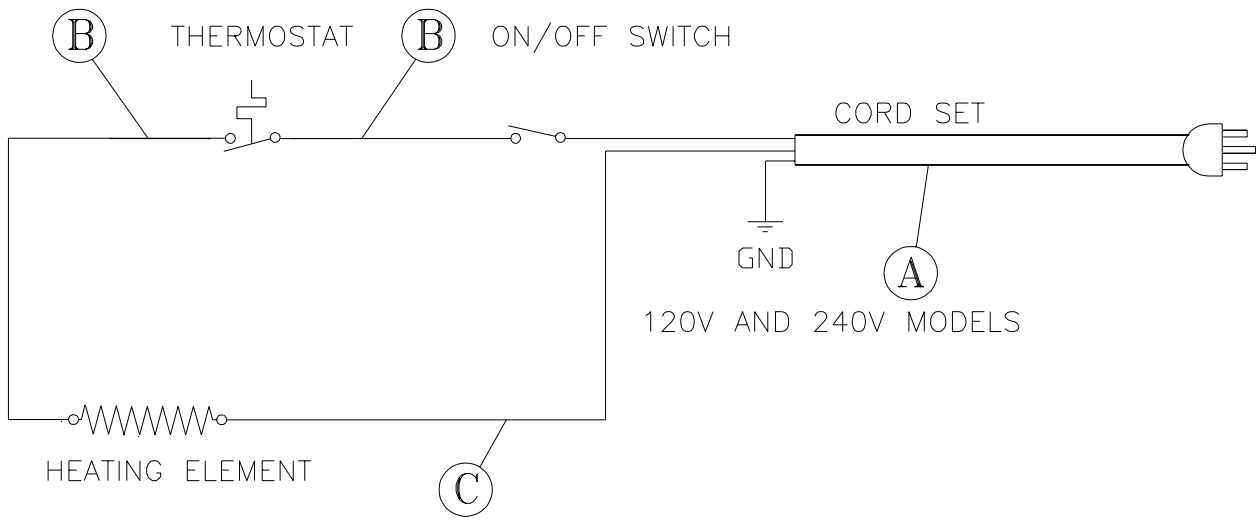 B
THERMOSTAT
B
ON/OFF SWITCH
CORD SET
GND
A
120V AND 240V MODELS
HEATING ELEMENT
C